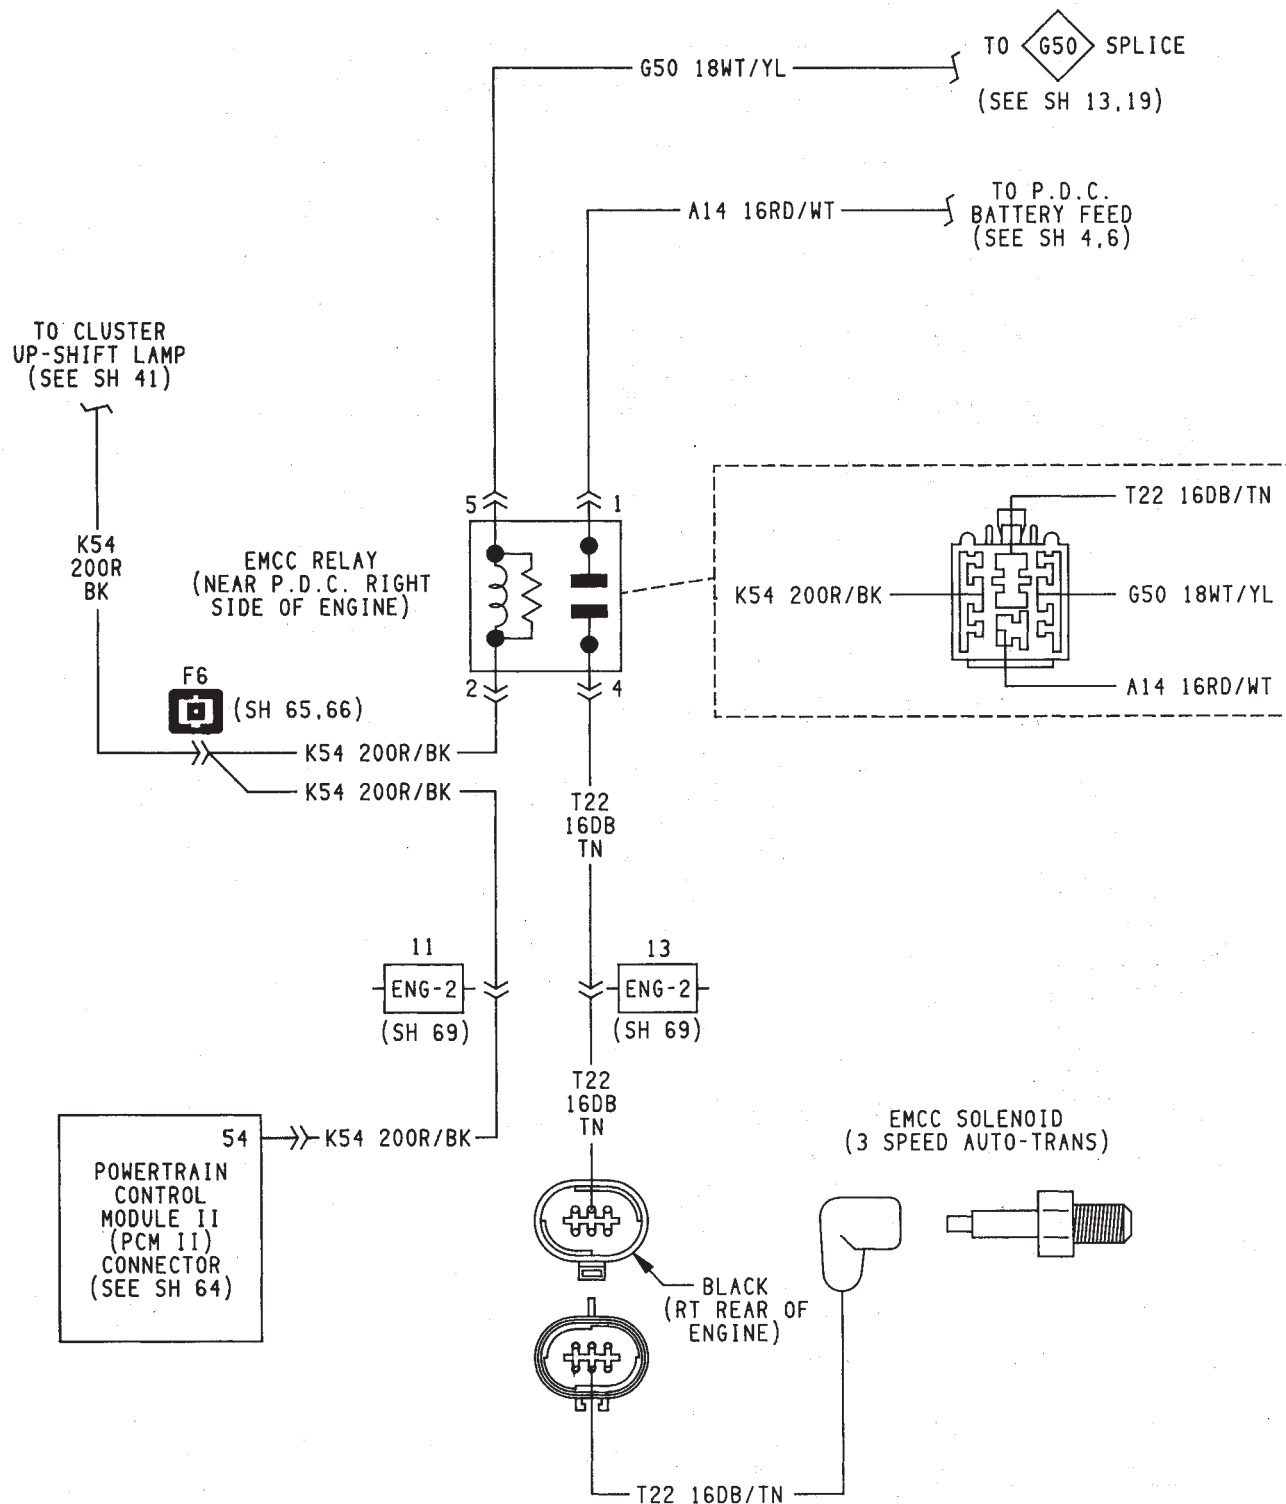 TO G50 SPLICE
G50 18WT/YL
(SEE SH 13,19)
TO P.D.C.
BATTERY FEED
(SEE SH 4,6)
A14 16RD/WT
TO CLUSTER
UP-SHIFT LAMP
(SEE SH 41)
K54
200R
BK
5
1
EMCC RELAY
(NEAR P.D.C. RIGHT
SIDE OF ENGINE)
2
4
T22 16DB/TN
K54 200R/BK
G50 18WT/YL
A14 16RD/WT
F6
(SH 65,66)
K54 200R/BK
K54 200R/BK
T22
16DB
TN
11
ENG-2
(SH 69)
13
ENG-2
(SH 69)
T22
16DB
TN
54
K54 200R/BK
POWERTRAIN
CONTROL
MODULE II
(PCM II)
CONNECTOR
(SEE SH 64)
EMCC SOLENOID
(3 SPEED AUTO-TRANS)
BLACK
(RT REAR OF
ENGINE)
T22 16DB/TN